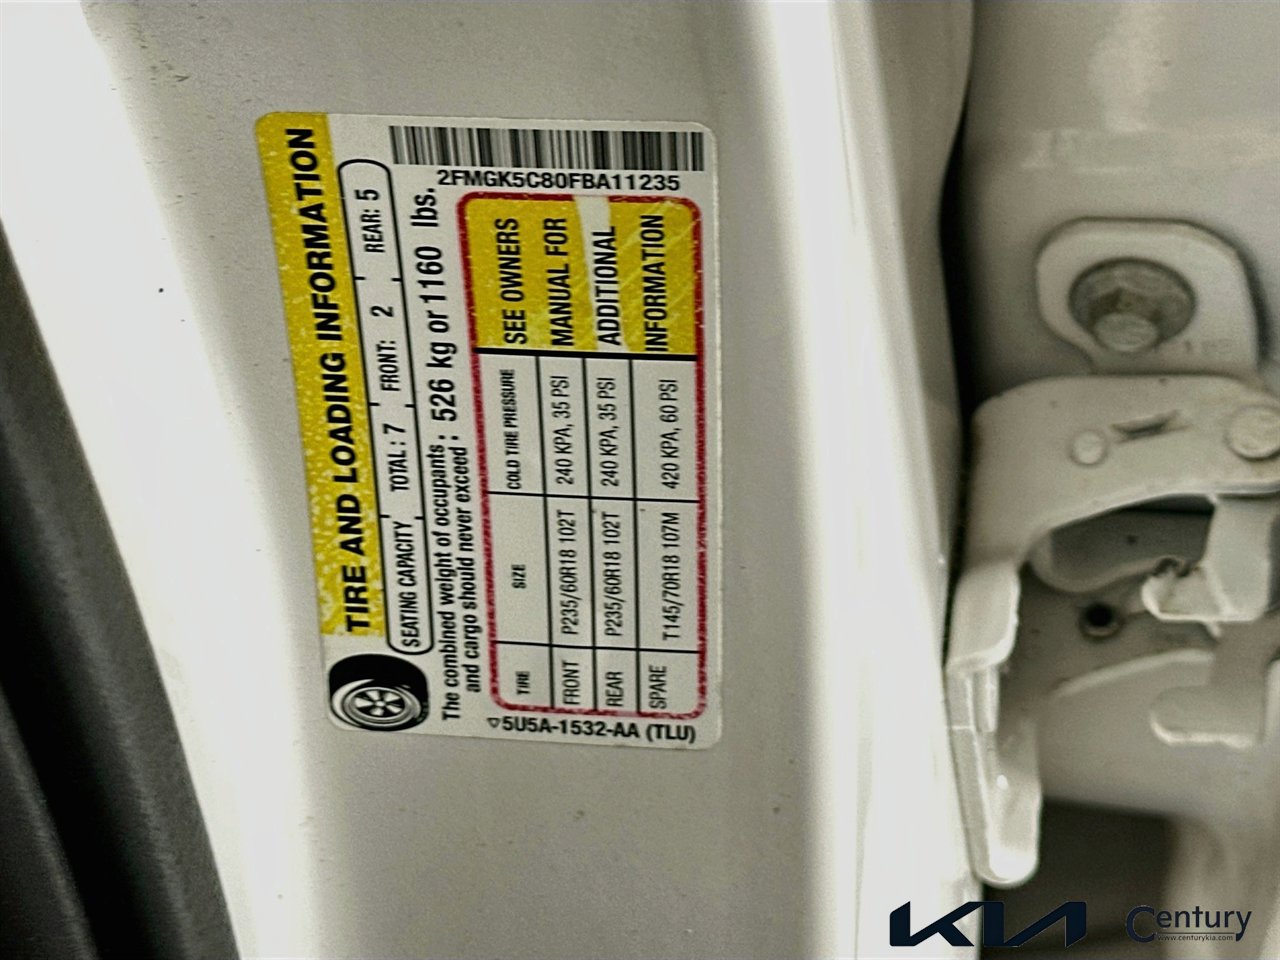 TIRE AND LOADING INFORMATION
SEATING CAPACITY TOTAL: 7 FRONT: 2 REAR: 5
The combined weight of occupants and cargo should never exceed: 526 kg or 1160 lbs.
TIRE SIZE COLD TIRE PRESSURE
FRONT P235/60R18 102T 240 KPA, 35 PSI
REAR P235/60R18 102T 240 KPA, 35 PSI
SPARE T145/70R18 107M 420 KPA, 60 PSI
SEE OWNERS
MANUAL FOR
ADDITIONAL
INFORMATION
2FMGK5C80FBA11235
5U5A-1532-AA (TLU)
KIA Century
www.centurykia.com